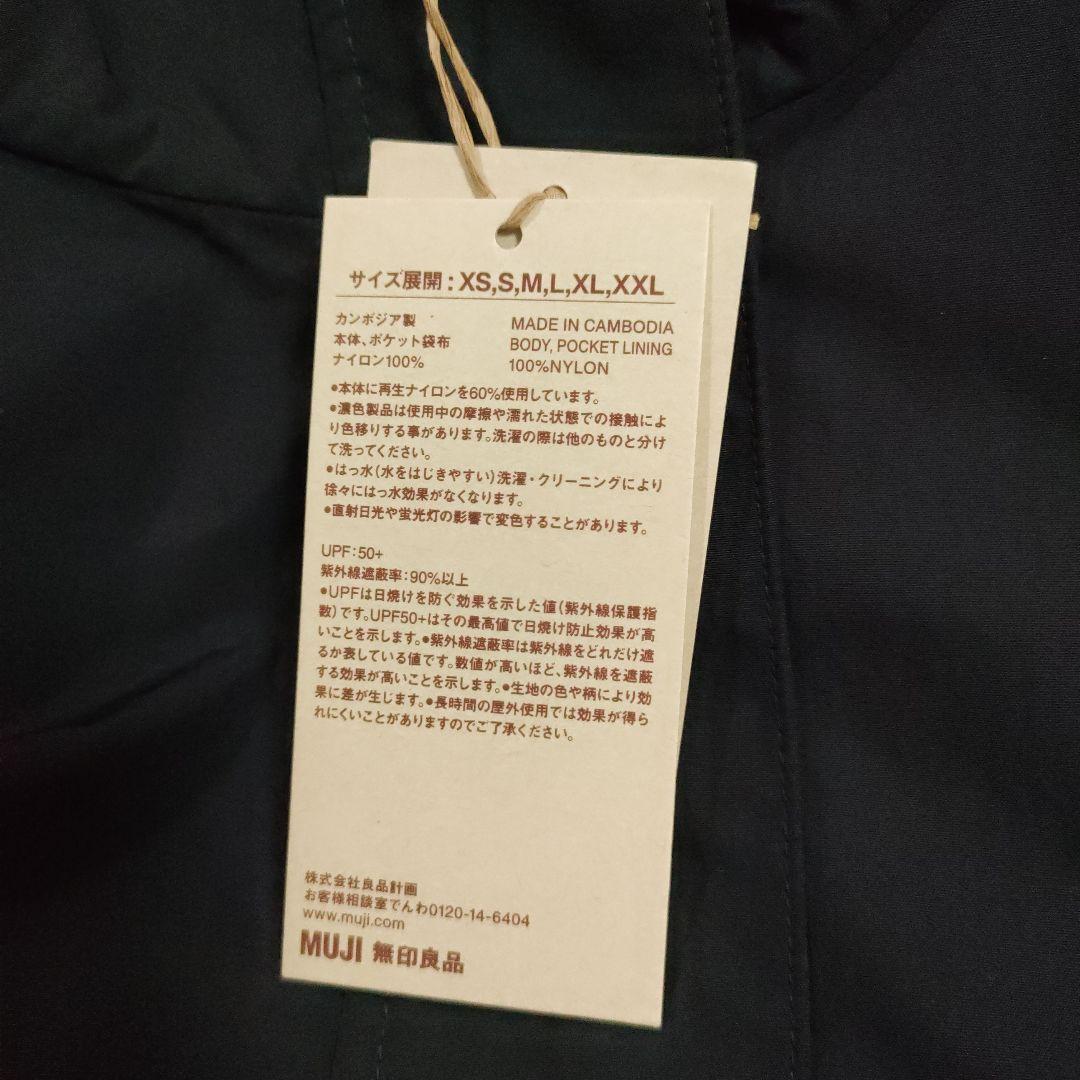 サイズ展開：XS,S,M,L,XL,XXL
カンボジア製
本体、ポケット袋布
ナイロン100%
MADE IN CAMBODIA
BODY, POCKET LINING
100%NYLON
●本体に再生ナイロンを60%使用しています。
●濃色製品は使用中の摩擦や濡れた状態での接触によ
り色移りする事があります。洗濯の際は他のものと分け
て洗ってください。
●はっ水（水をはじきやすい）洗濯・クリーニングにより
徐々にはっ水効果がなくなります。
●直射日光や蛍光灯の影響で変色することがあります。
UPF：50+
紫外線遮蔽率：90%以上
●UPFは日焼けを防ぐ効果を示した値（紫外線保護指
数）です。UPF50+はその最高値で日焼け防止効果が高
いことを示します。●紫外線遮蔽率は紫外線をどれだけ遮
るか表している値です。数値が高いほど、紫外線を遮蔽
する効果が高いことを示します。●生地の色や柄により効
果に差が生じます。●長時間の屋外使用では効果が得ら
れにくいことがありますのでご了承ください。
株式会社良品計画
お客様相談室でんわ0120-14-6404
www.muji.com
MUJI 無印良品